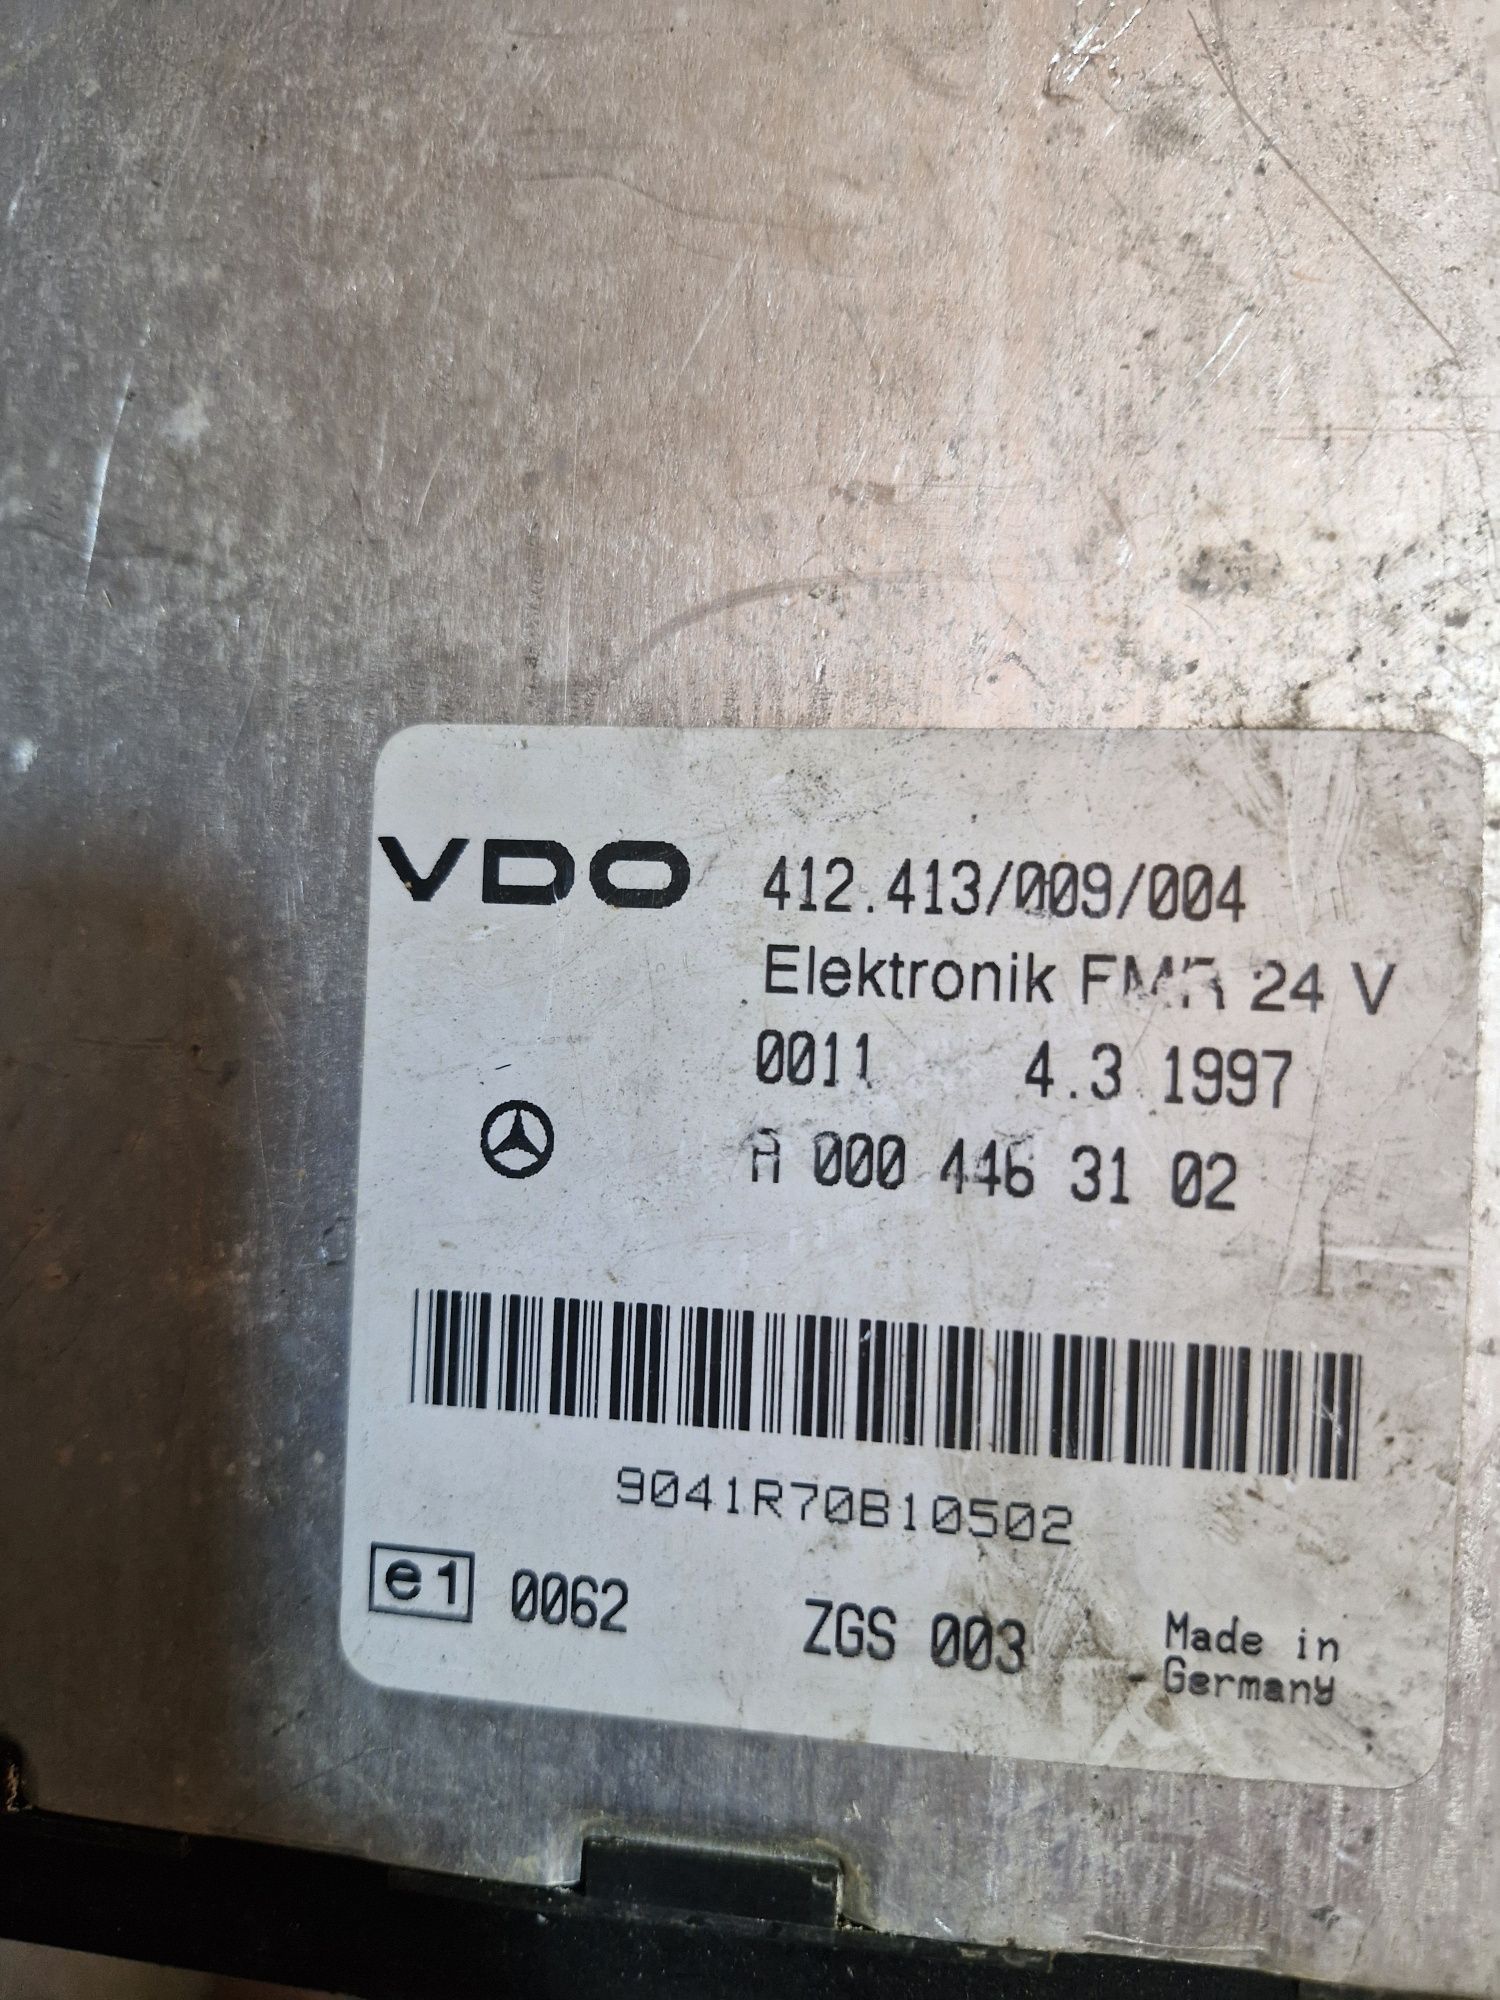 VDO
412.413/009/004
Elektronik FMR 24 V
0011 4.3 1997
A 000 446 31 02
9041R70B10502
e1 0062 ZGS 003
Made in
Germany